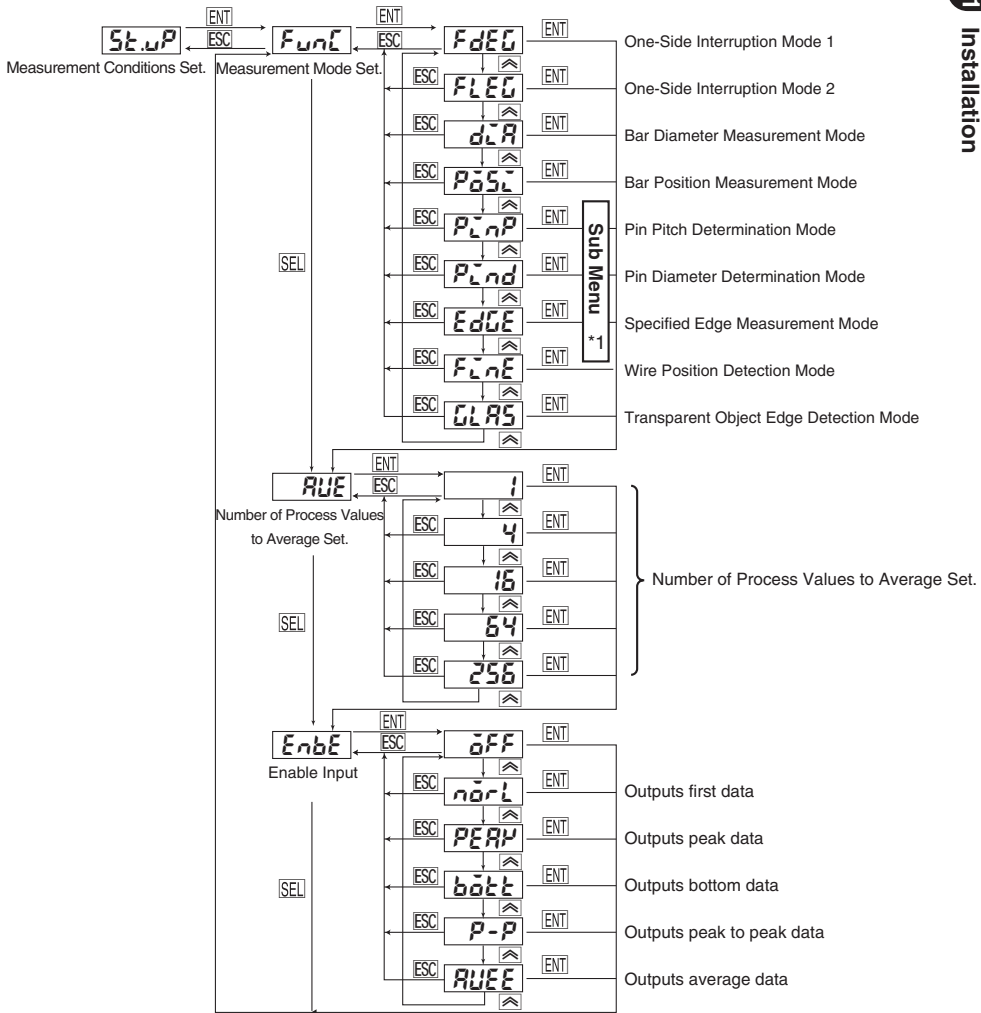 ENT
ENT
ENT
St.uP
ESC
FunC
ESC
FdEG
One-Side Interruption Mode 1
Measurement Conditions Set.
Measurement Mode Set.
ESC
FLEG
ENT
One-Side Interruption Mode 2
ESC
diA
ENT
Bar Diameter Measurement Mode
ESC
PoSi
ENT
Bar Position Measurement Mode
ESC
PinP
ENT
Pin Pitch Determination Mode
SEL
ESC
Pind
ENT
Pin Diameter Determination Mode
ESC
EdGE
ENT
Specified Edge Measurement Mode
ESC
FinE
ENT
Wire Position Detection Mode
ESC
GLAS
ENT
Transparent Object Edge Detection Mode
Sub Menu *1
ENT
AVE
ESC
1
ENT
Number of Process Values
to Average Set.
ESC
4
ENT
ESC
16
ENT
Number of Process Values to Average Set.
SEL
ESC
64
ENT
ESC
256
ENT
ENT
EnbE
ESC
oFF
ENT
Enable Input
ESC
norL
ENT
Outputs first data
ESC
PEAK
ENT
Outputs peak data
SEL
ESC
bott
ENT
Outputs bottom data
ESC
P-P
ENT
Outputs peak to peak data
ESC
AVEE
ENT
Outputs average data
1
Installation